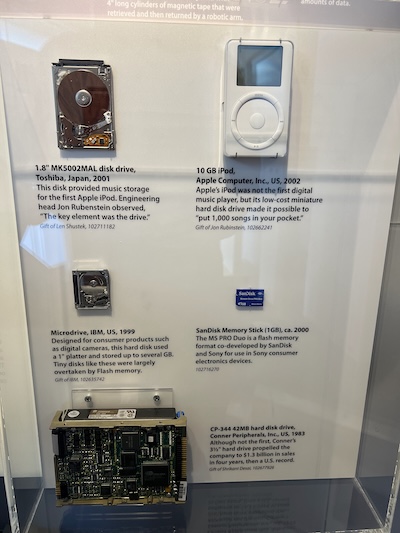 4" long cylinders of magnetic tape that were
retrieved and then returned by a robotic arm.
amounts of data.
1.8" MK5002MAL disk drive,
Toshiba, Japan, 2001
This disk provided music storage
for the first Apple iPod. Engineering
head Jon Rubenstein observed,
"The key element was the drive."
Gift of Len Shustek, 102711182
10 GB iPod,
Apple Computer, Inc., US, 2002
Apple's iPod was not the first digital
music player, but its low-cost miniature
hard disk drive made it possible to
"put 1,000 songs in your pocket."
Gift of Jon Rubenstein, 102662241
Microdrive, IBM, US, 1999
Designed for consumer products such
as digital cameras, this hard disk used
a 1" platter and stored up to several GB.
Tiny disks like these were largely
overtaken by Flash memory.
Gift of IBM, 102835742
SanDisk
SanDisk Memory Stick (1GB), ca. 2000
The MS PRO Duo is a flash memory
format co-developed by SanDisk
and Sony for use in Sony consumer
electronics devices.
102716270
CP-344 42MB hard disk drive,
Conner Peripherals, Inc., US, 1983
Although not the first, Conner's
3½" hard drive propelled the
company to $1.3 billion in sales
in four years, then a U.S. record.
Gift of